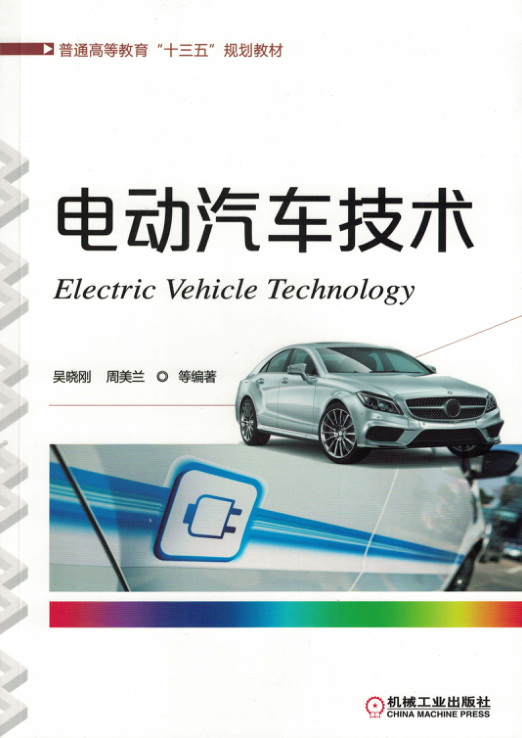 普通高等教育“十三五”规划教材
电动汽车技术
Electric Vehicle Technology
吴晓刚 周美兰 ◎ 等编著
机械工业出版社
CHINA MACHINE PRESS